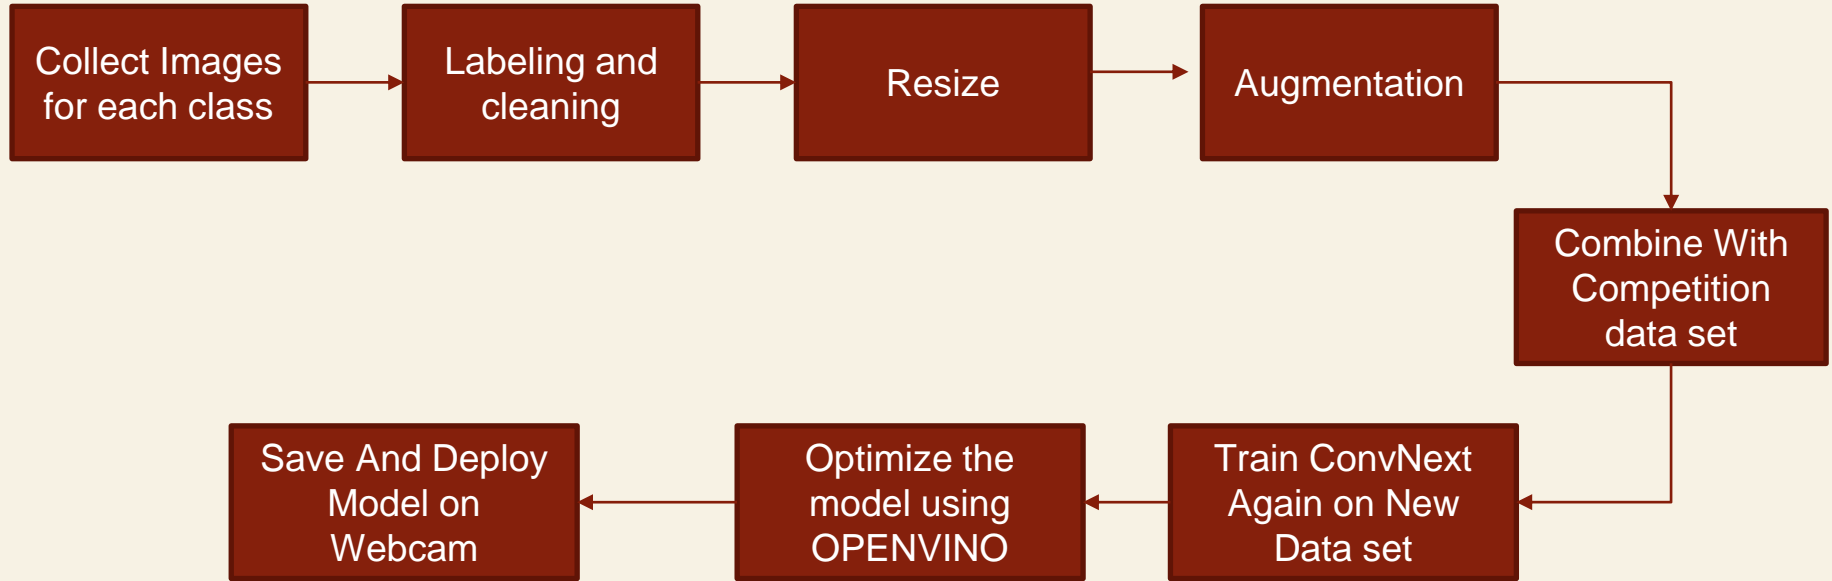 Collect Images
for each class
Labeling and
cleaning
Resize
Augmentation
Combine With
Competition
data set
Train ConvNext
Again on New
Data set
Optimize the
model using
OPENVINO
Save And Deploy
Model on
Webcam